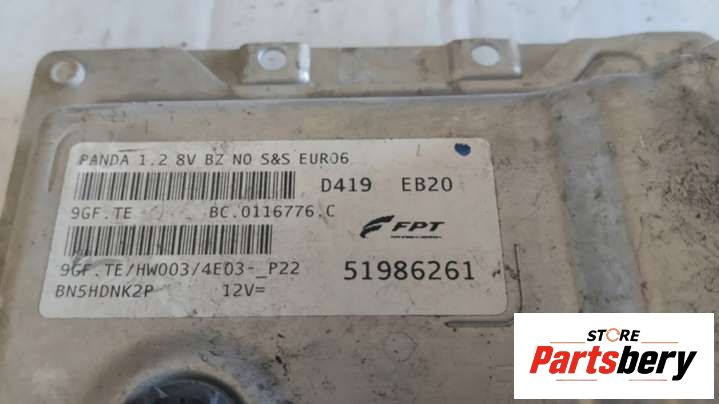 PANDA 1.2 8V BZ NO S&S EURO6
D419 EB20
9GF.TE BC.0116776.C
FPT
9GF.TE/HW003/4E03-_P22
51986261
BN5HDNK2P 12V=
STORE
Partsbery